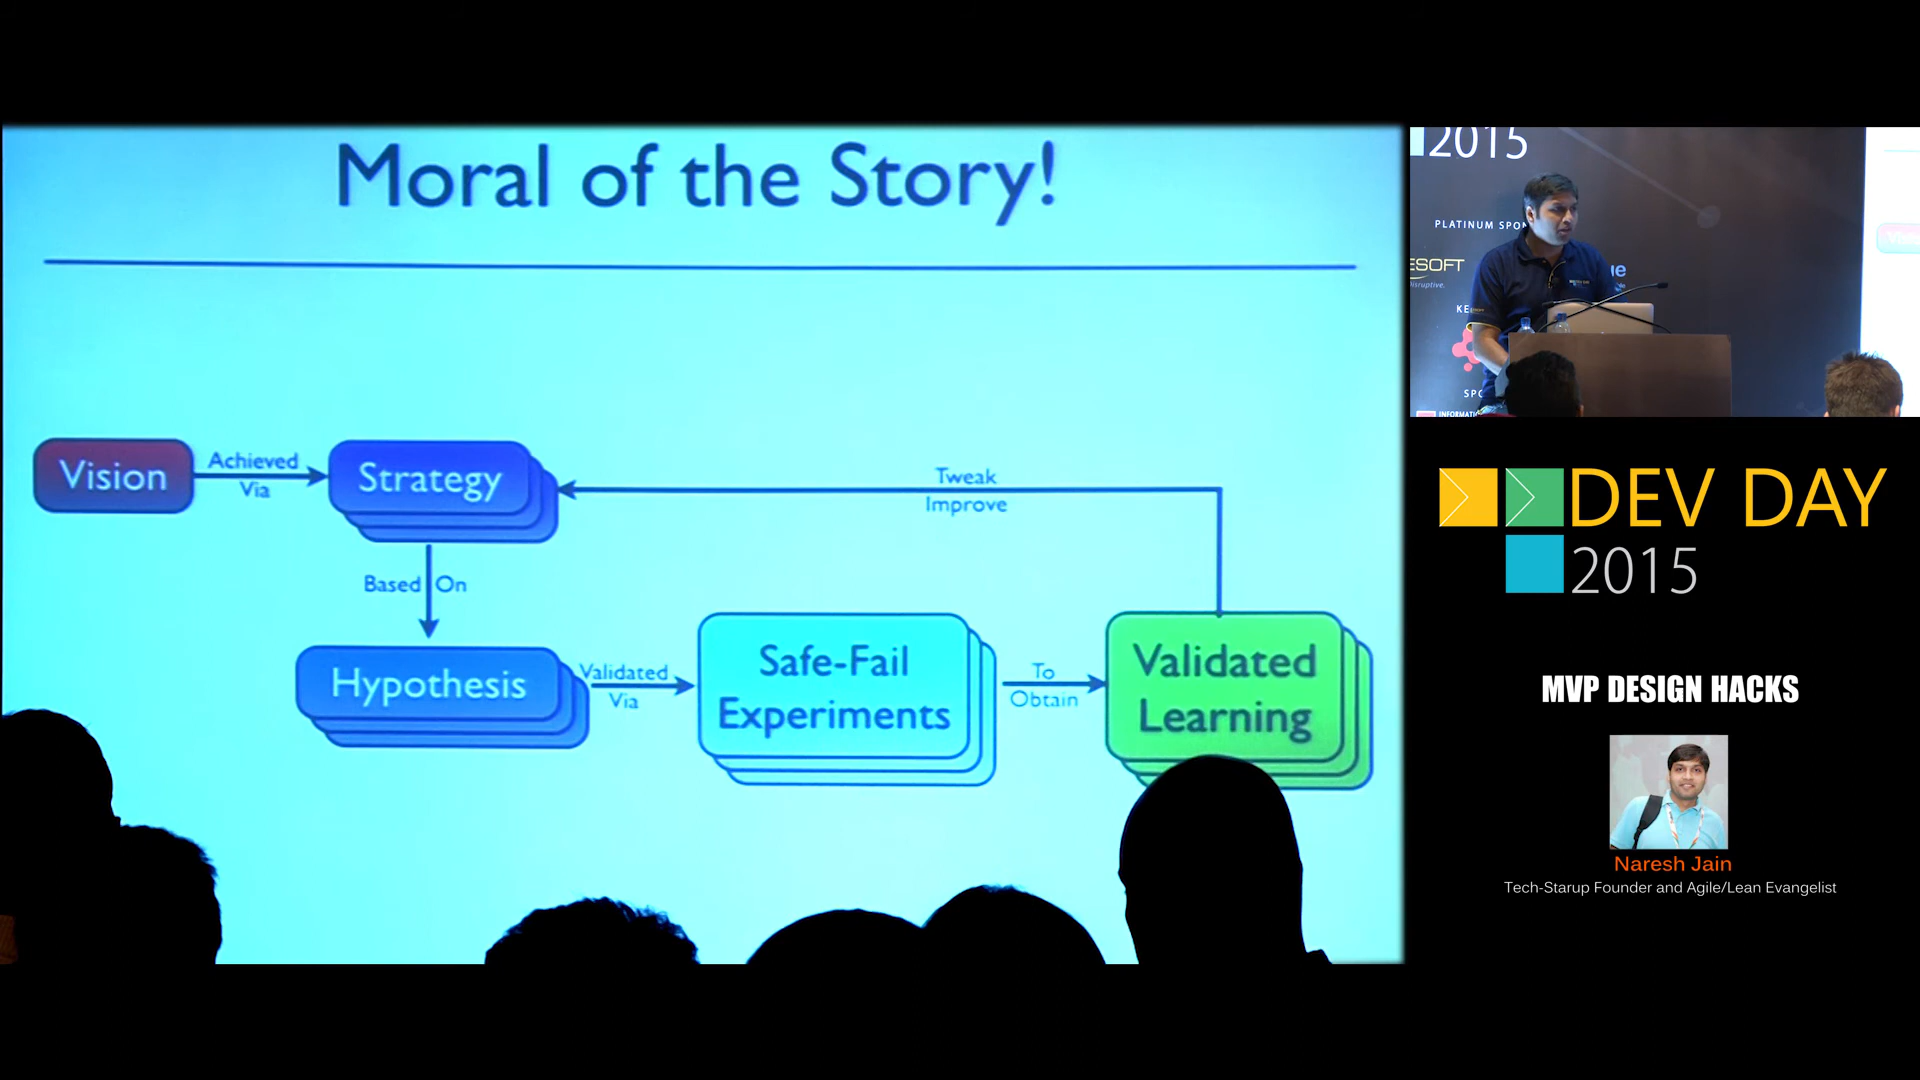 Moral of the Story!
Vision
Achieved
Via
Strategy
Tweak
Improve
Based On
Hypothesis
Validated
Via
Safe-Fail
Experiments
To
Obtain
Validated
Learning
2015
PLATINUM
DEV DAY
2015
MVP DESIGN HACKS
Naresh Jain
Tech-Starup Founder and Agile/Lean Evangelist